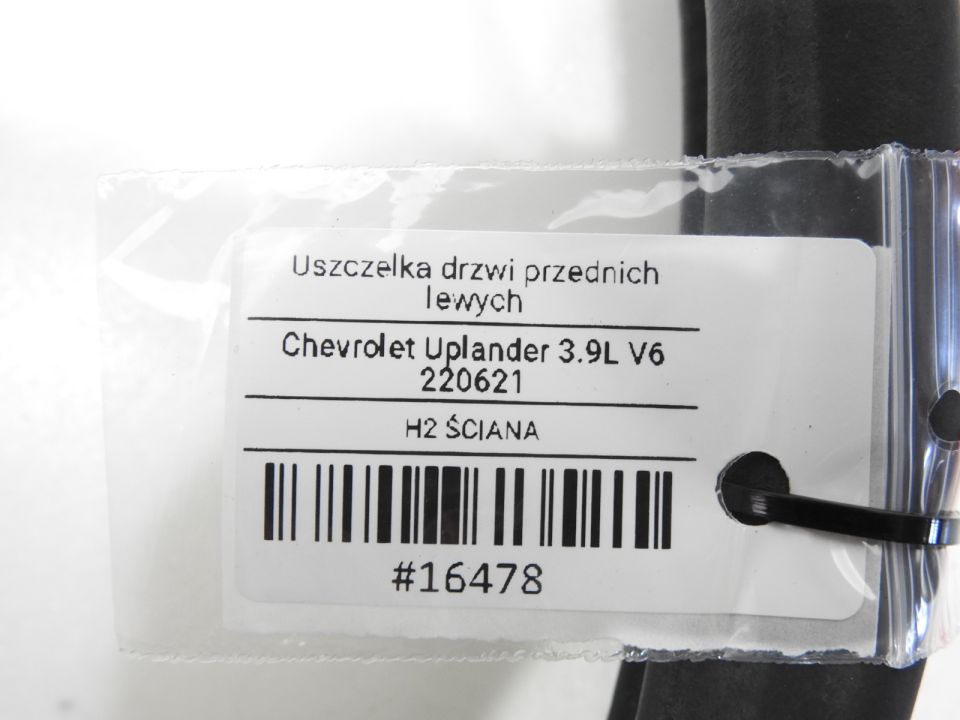 Uszczelka drzwi przednich
lewych
Chevrolet Uplander 3.9L V6
220621
H2 ŚCIANA
#16478